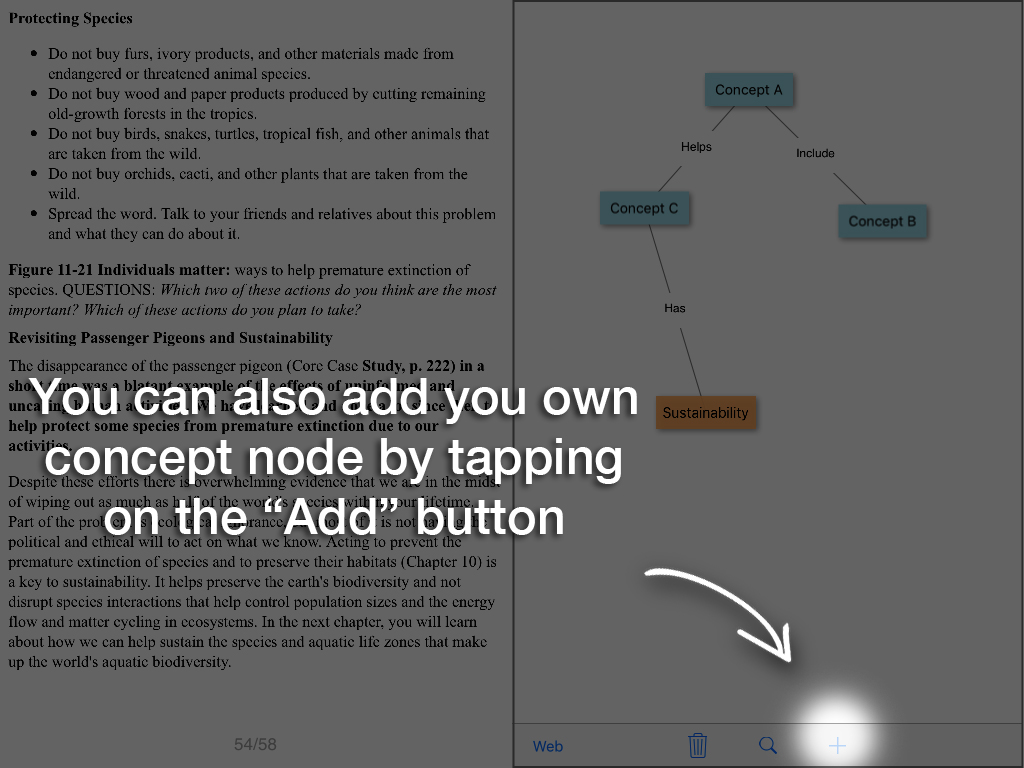 Protecting Species
• Do not buy furs, ivory products, and other materials made from
endangered or threatened animal species.
• Do not buy wood and paper products produced by cutting remaining
old-growth forests in the tropics.
• Do not buy birds, snakes, turtles, tropical fish, and other animals that
are taken from the wild.
• Do not buy orchids, cacti, and other plants that are taken from the
wild.
• Spread the word. Talk to your friends and relatives about this problem
and what they can do about it.
Figure 11-21 Individuals matter: ways to help premature extinction of
species. QUESTIONS: Which two of these actions do you think are the most
important? Which of these actions do you plan to take?
Revisiting Passenger Pigeons and Sustainability
The disappearance of the passenger pigeon (Core Case Study, p. 222) in a
short time was a blatant example of the effects of uninformed and
uncaring human
help protect some species from premature extinction due to our
activities.
Despite these efforts there is overwhelming evidence that we are in the midst
of wiping out as much as half of the world's species within our lifetime.
Part of the problem is ecological ignorance. is not having the
political and ethical will to act on what we know. Acting to prevent the
premature extinction of species and to preserve their habitats (Chapter 10) is
a key to sustainability. It helps preserve the earth's biodiversity and not
disrupt species interactions that help control population sizes and the energy
flow and matter cycling in ecosystems. In the next chapter, you will learn
about how we can help sustain the species and aquatic life zones that make
up the world's aquatic biodiversity.
54/58
You can also add you own
concept node by tapping
on the “Add” button
Concept A
Helps
Include
Concept C
Concept B
Has
Sustainability
Web